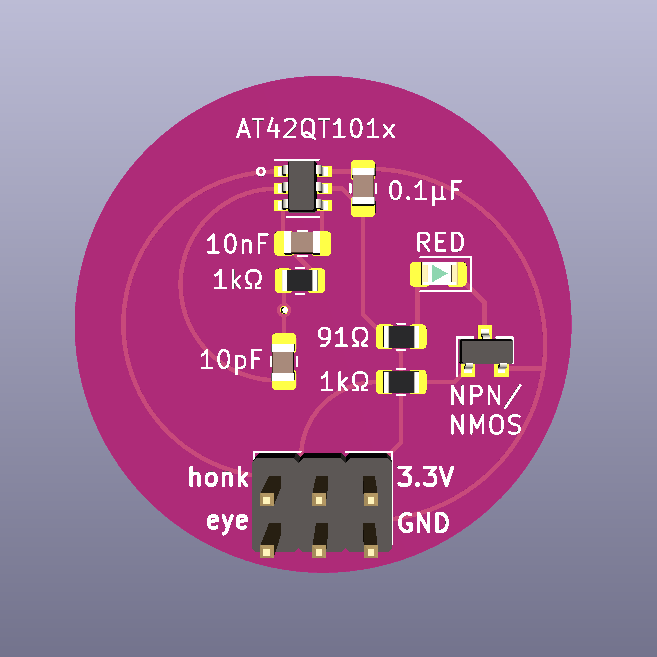 AT42QT101x
0.1µF
10nF
RED
1kΩ
91Ω
10pF
1kΩ
NPN/
NMOS
honk
3.3V
eye
GND